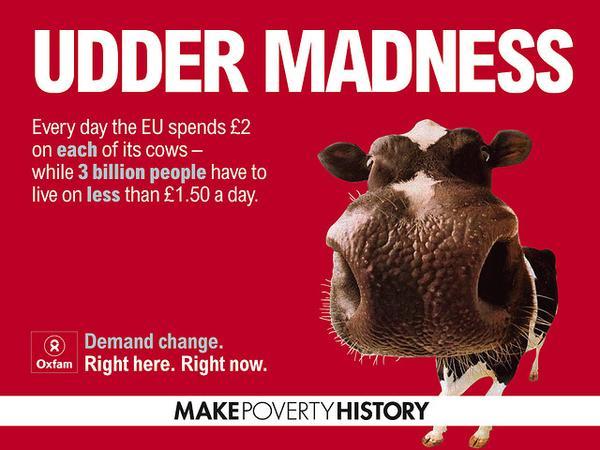 UDDER MADNESS
Every day the EU spends £2
on each of its cows –
while 3 billion people have to
live on less than £1.50 a day.
Demand change.
Oxfam
Right here. Right now.
MAKEPOVERTYHISTORY